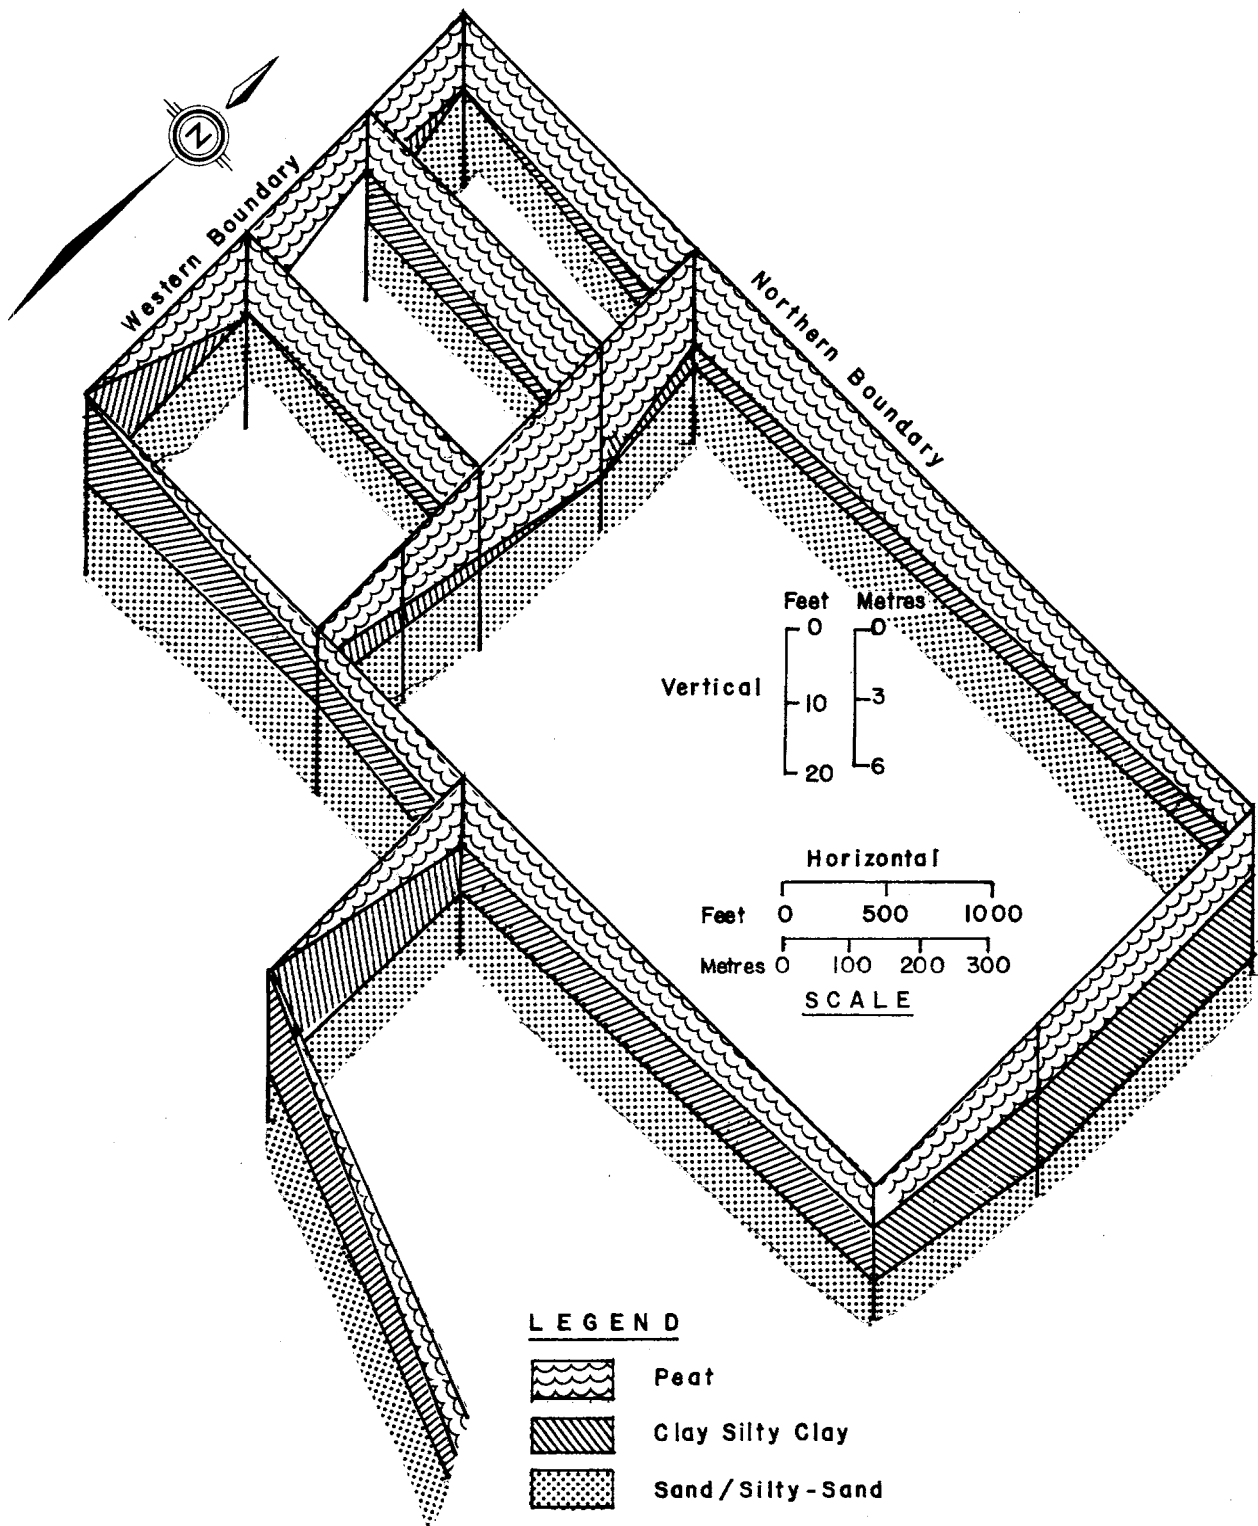 N
Western Boundary
Northern Boundary
Feet Metres
0 0
Vertical
10 3
20 6
Horizontal
Feet 0 500 1000
Metres 0 100 200 300
SCALE
LEGEND
Peat
Clay Silty Clay
Sand/Silty-Sand